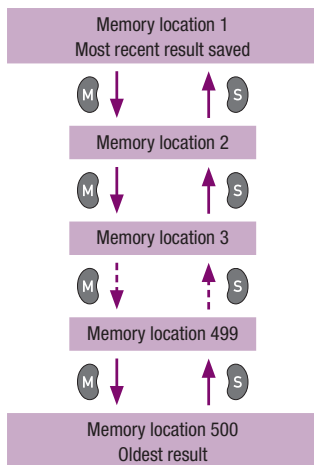 Memory location 1
Most recent result saved
M S
Memory location 2
M S
Memory location 3
M S
Memory location 499
M S
Memory location 500
Oldest result